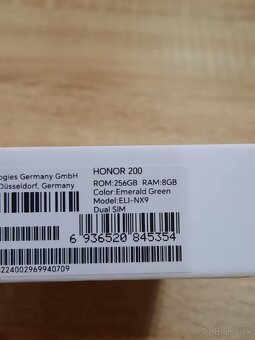 ogies Germany GmbH
Düsseldorf, Germany
HONOR 200
ROM:256GB RAM:8GB
Color:Emerald Green
Model:ELI-NX9
Dual SIM
6 936520 845354
224002969940709